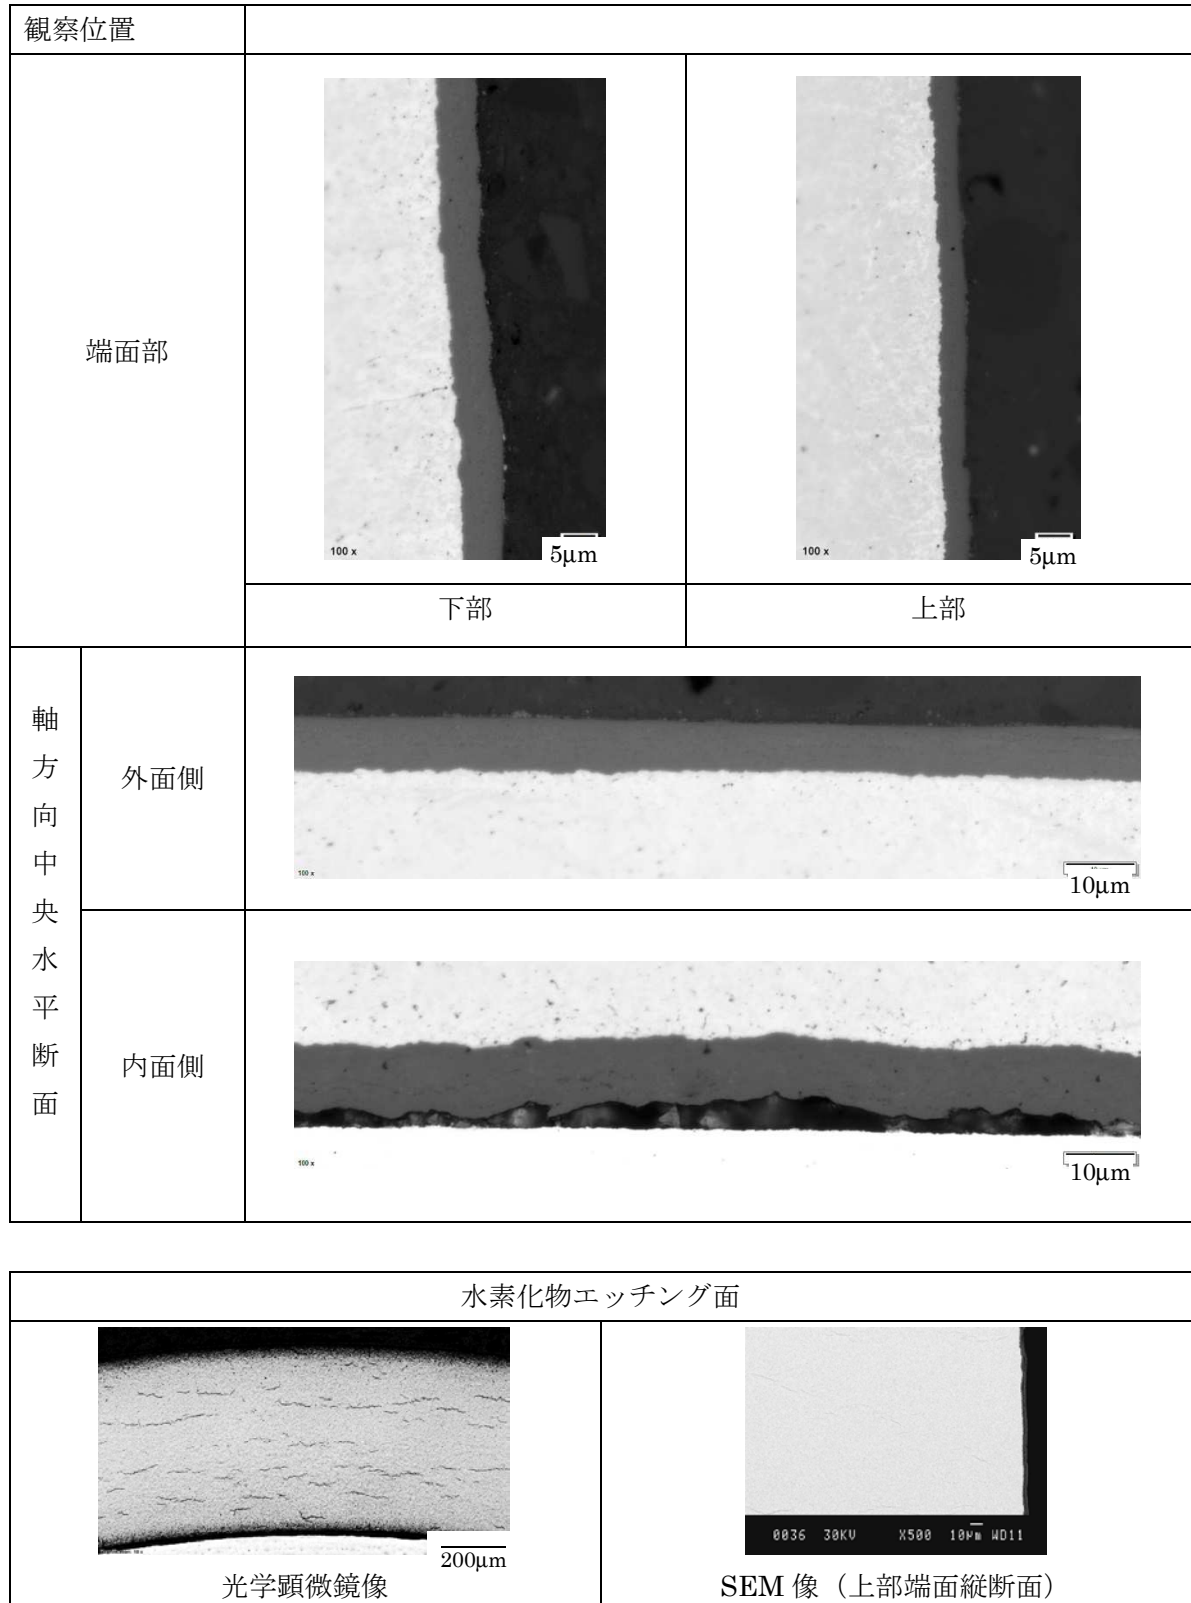 観察位置
端面部
100 x
5μm
100 x
5μm
下部
上部
軸方向中央水平断面
外面側
100 x
10μm
内面側
100 x
10μm
水素化物エッチング面
200μm
0036 30KV X500 10μm WD11
光学顕微鏡像
SEM 像（上部端面縦断面）